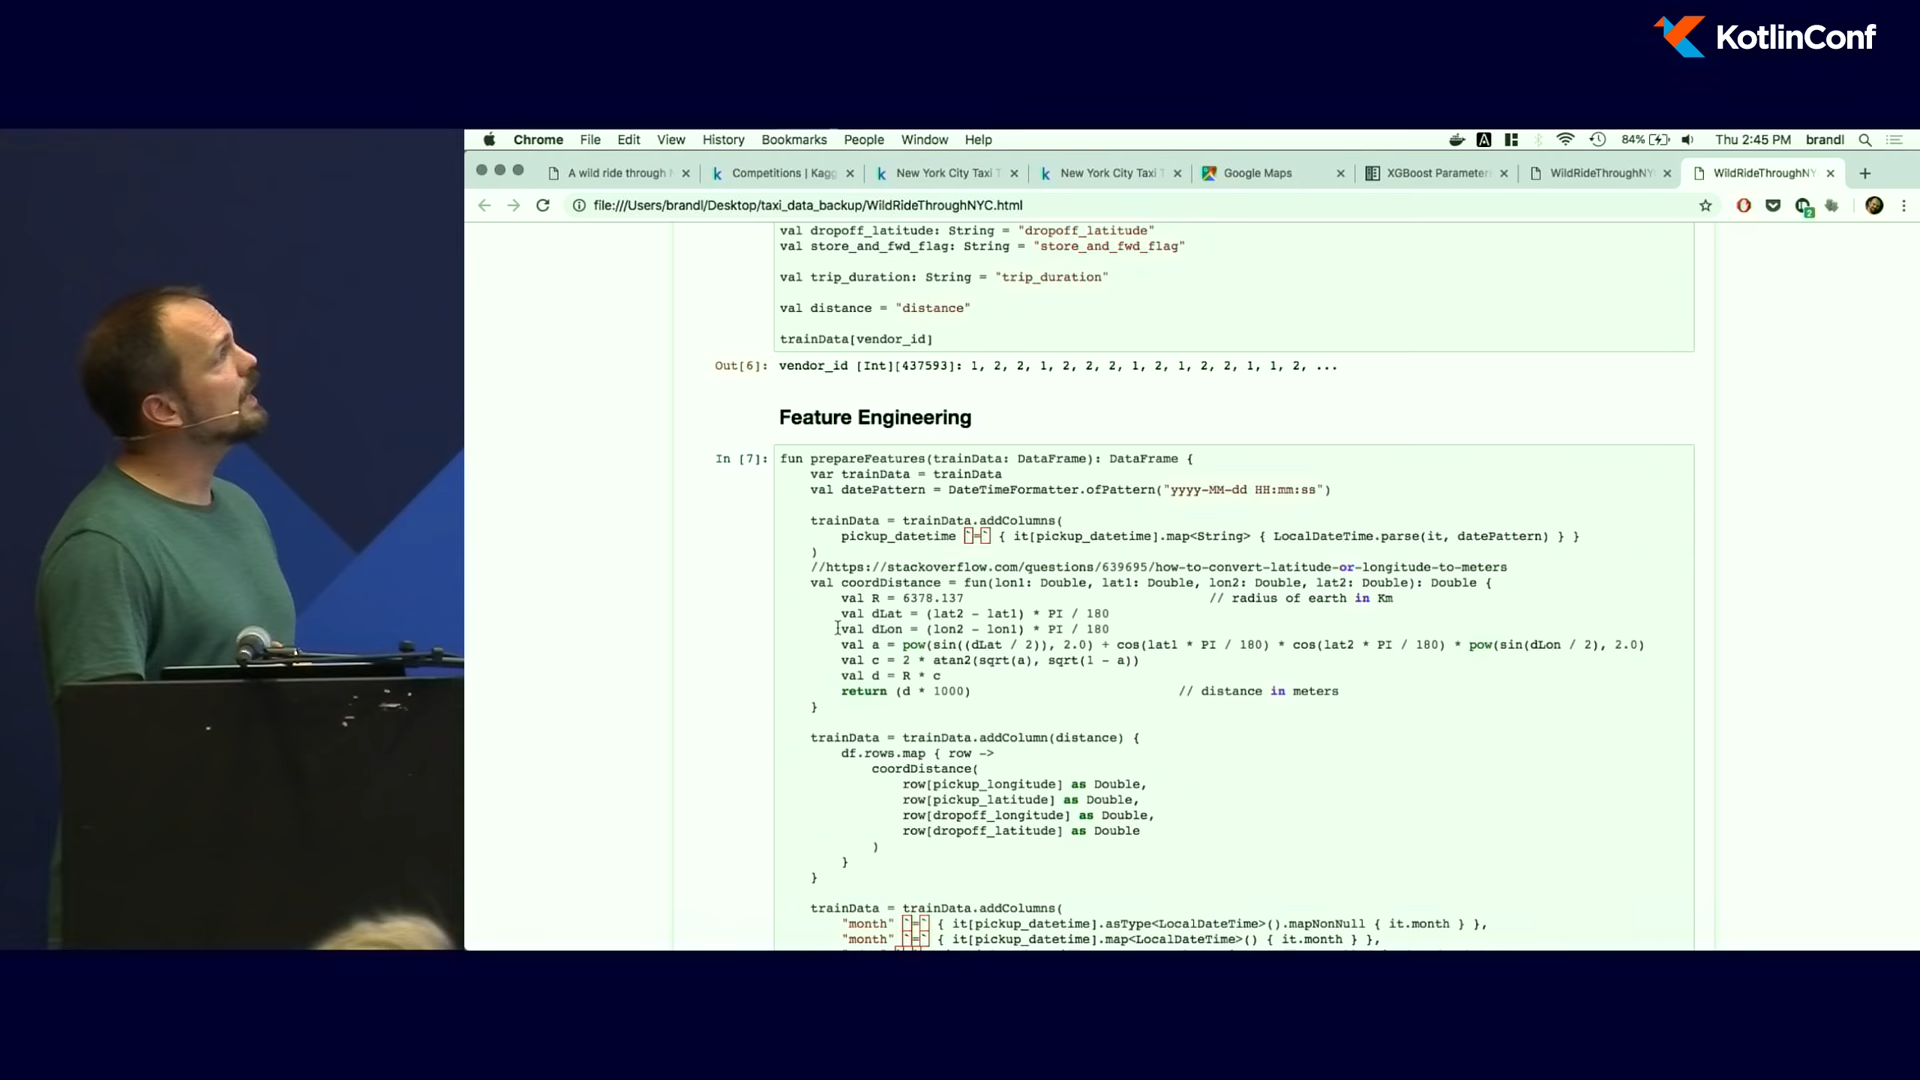 KotlinConf
Chrome File Edit View History Bookmarks People Window Help 84% Thu 2:45 PM brandl
A wild ride through Competitions | Kagg New York City Taxi T New York City Taxi T Google Maps XGBoost Parameter WildRideThroughNY WildRideThroughNY
file:///Users/brandl/Desktop/taxi_data_backup/WildRideThroughNYC.html
val dropoff_latitude: String = "dropoff_latitude"
val store_and_fwd_flag: String = "store_and_fwd_flag"
val trip_duration: String = "trip_duration"
val distance = "distance"
trainData[vendor_id]
Out[6]: vendor_id [Int][437593]: 1, 2, 2, 1, 2, 2, 2, 1, 2, 1, 2, 2, 1, 1, 2, ...
Feature Engineering
In [7]: fun prepareFeatures(trainData: DataFrame): DataFrame {
var trainData = trainData
val datePattern = DateTimeFormatter.ofPattern("yyyy-MM-dd HH:mm:ss")
trainData = trainData.addColumns(
pickup_datetime `=` { it[pickup_datetime].map<String> { LocalDateTime.parse(it, datePattern) } }
)
//https://stackoverflow.com/questions/639695/how-to-convert-latitude-or-longitude-to-meters
val coordDistance = fun(lon1: Double, lat1: Double, lon2: Double, lat2: Double): Double {
val R = 6378.137 // radius of earth in Km
val dLat = (lat2 - lat1) * PI / 180
val dLon = (lon2 - lon1) * PI / 180
val a = pow(sin((dLat / 2)), 2.0) + cos(lat1 * PI / 180) * cos(lat2 * PI / 180) * pow(sin(dLon / 2), 2.0)
val c = 2 * atan2(sqrt(a), sqrt(1 - a))
val d = R * c
return (d * 1000) // distance in meters
}
trainData = trainData.addColumn(distance) {
df.rows.map { row ->
coordDistance(
row[pickup_longitude] as Double,
row[pickup_latitude] as Double,
row[dropoff_longitude] as Double,
row[dropoff_latitude] as Double
)
}
}
trainData = trainData.addColumns(
"month" `=` { it[pickup_datetime].asType<LocalDateTime>().mapNonNull { it.month } },
"month" `=` { it[pickup_datetime].map<LocalDateTime>() { it.month } },